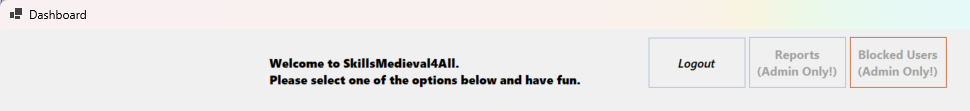 Dashboard
Welcome to SkillsMedieval4All.
Please select one of the options below and have fun.
Logout
Reports
(Admin Only!)
Blocked Users
(Admin Only!)